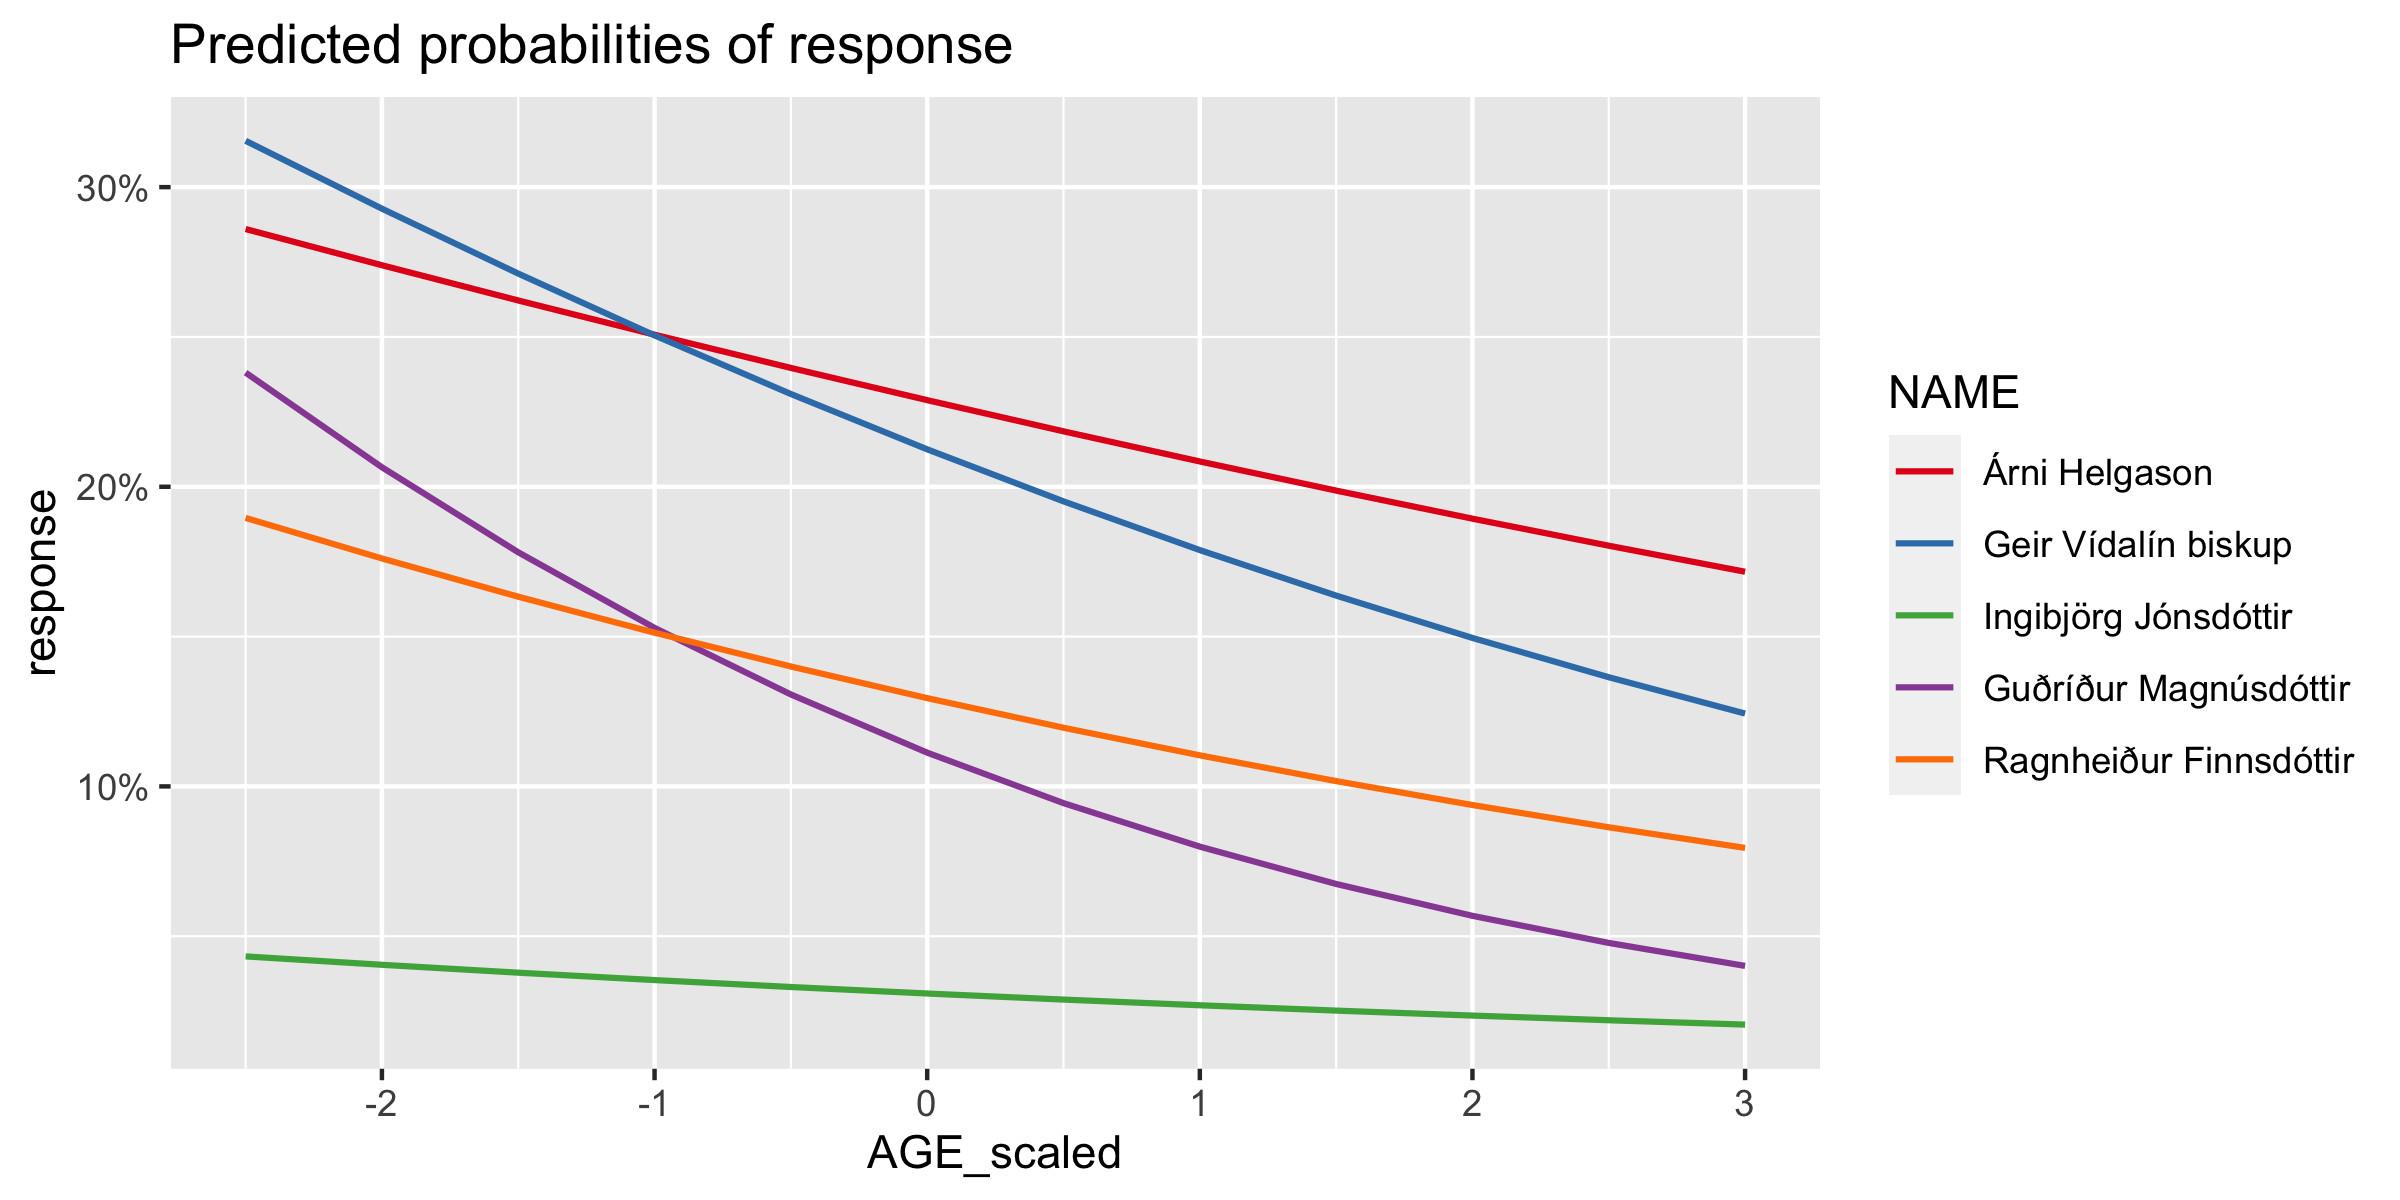 Predicted probabilities of response
30%
20%
10%
response
-2
-1
0
1
2
3
AGE_scaled
NAME
Árni Helgason
Geir Vídalín biskup
Ingibjörg Jónsdóttir
Guðríður Magnúsdóttir
Ragnheiður Finnsdóttir